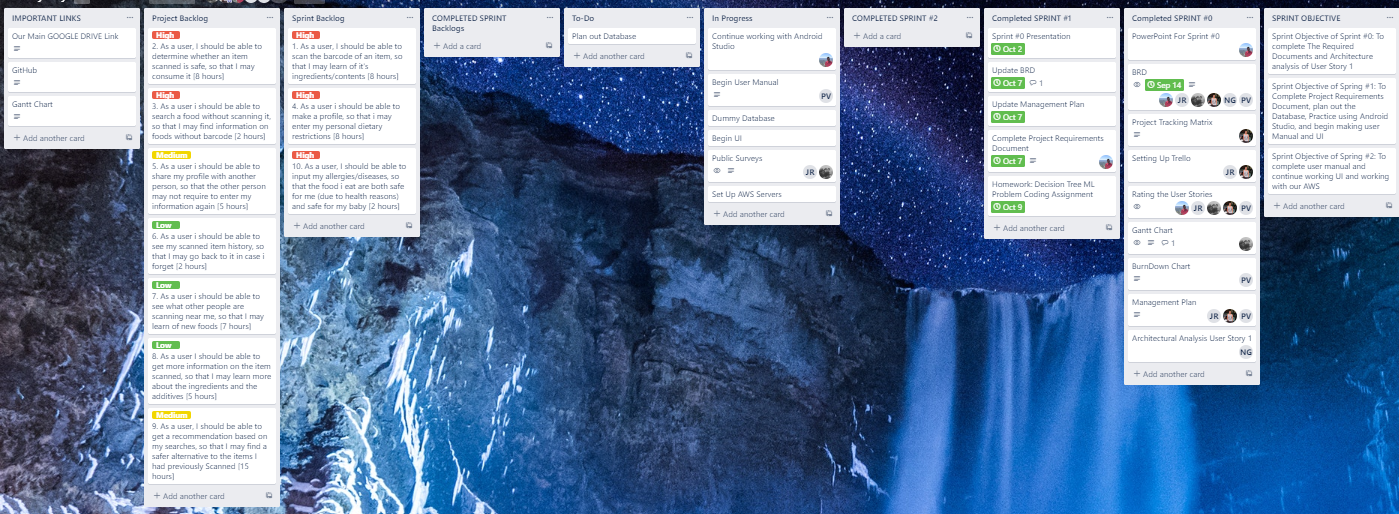 IMPORTANT LINKS
Our Main GOOGLE DRIVE Link
GitHub
Gantt Chart
+ Add another card
Project Backlog
High
2. As a user, I should be able to
determine whether an item
scanned is safe, so that I may
consume it [8 hours]
High
3. As a user i should be able to
search a food without scanning it,
so that I may find information on
foods without barcode [2 hours]
Medium
5. As a user i should be able to
share my profile with another
person, so that the other person
may not require to enter my
information again [5 hours]
Low
6. As a user i should be able to
see my scanned item history, so
that I may go back to it in case i
forget [2 hours]
Low
7. As a user i should be able to
see what other people are
scanning near me, so that I may
learn of new foods [7 hours]
Low
8. As a user I should be able to
get more information on the item
scanned, so that I may learn more
about the ingredients and the
additives [5 hours]
Medium
9. As a user, I should be able to
get a recommendation based on
my searches, so that I may find a
safer alternative to the items I
had previously Scanned [15
hours]
+ Add another card
Sprint Backlog
High
1. As a user, I should be able to
scan the barcode of an item, so
that I may learn of it's
ingredients/contents [8 hours]
High
4. As a user i should be able to
make a profile, so that i may
enter my personal dietary
restrictions [8 hours]
High
10. As a user, I should be able to
input my allergies/diseases, so
that the food i eat are both safe
for me (due to health reasons)
and safe for my baby [2 hours]
+ Add another card
COMPLETED SPRINT
Backlogs
+ Add a card
To-Do
Plan out Database
+ Add another card
In Progress
Continue working with Android
Studio
Begin User Manual
PV
Dummy Database
Begin UI
Public Surveys
JR
Set Up AWS Servers
+ Add another card
COMPLETED SPRINT #2
+ Add a card
Completed SPRINT #1
Sprint #0 Presentation
Oct 2
Update BRD
Oct 7 1
Update Management Plan
Oct 7
Complete Project Requirements
Document
Oct 7
Homework: Decision Tree ML
Problem Coding Assignment
Oct 9
+ Add another card
Completed SPRINT #0
PowerPoint For Sprint #0
BRD
Sep 14
JR NG PV
Project Tracking Matrix
Setting Up Trello
JR
Rating the User Stories
JR PV
Gantt Chart
1
BurnDown Chart
PV
Management Plan
JR PV
Architectural Analysis User Story 1
NG
+ Add another card
SPRINT OBJECTIVE
Sprint Objective of Sprint #0: To
complete The Required
Documents and Architecture
analysis of User Story 1
Sprint Objective of Spring #1: To
Complete Project Requirements
Document, plan out the
Database, Practice using Android
Studio, and begin making user
Manual and UI
Sprint Objective of Spring #2: To
complete user manual and
continue working UI and working
with our AWS
+ Add another card